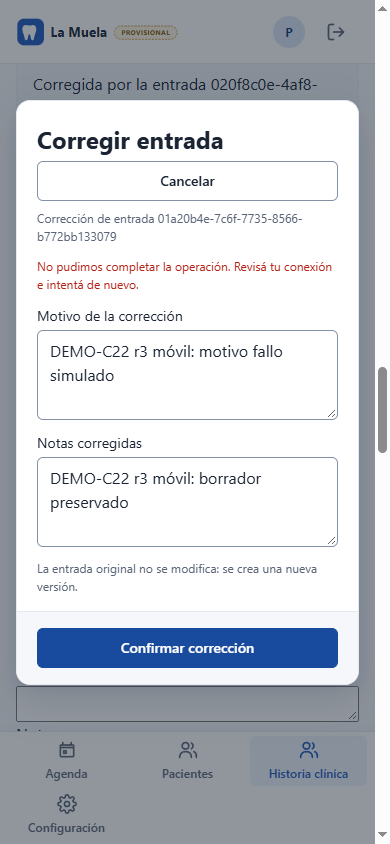 La Muela PROVISIONAL P
Corregida por la entrada 020f8c0e-4af8-
Corregir entrada
Cancelar
Corrección de entrada 01a20b4e-7c6f-7735-8566-
b772bb133079
No pudimos completar la operación. Revisá tu conexión
e intentá de nuevo.
Motivo de la corrección
DEMO-C22 r3 móvil: motivo fallo
simulado
Notas corregidas
DEMO-C22 r3 móvil: borrador
preservado
La entrada original no se modifica: se crea una nueva
versión.
Confirmar corrección
Agenda Pacientes Historia clínica
Configuración